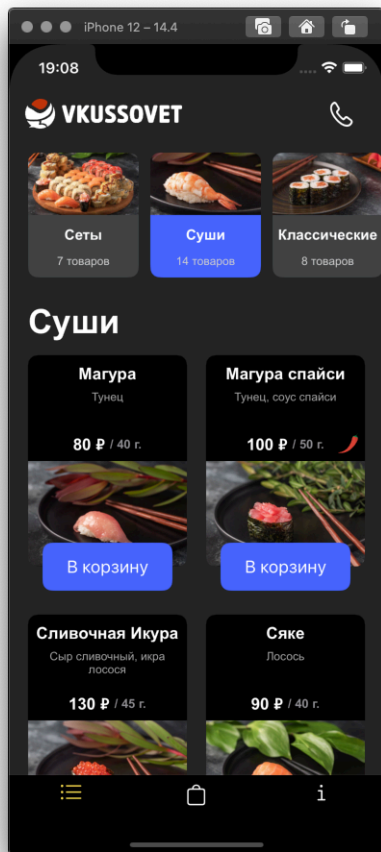 iPhone 12 – 14.4
19:08
VKUSSOVET
Сеты
7 товаров
Суши
14 товаров
Классические
8 товаров
Суши
Магура
Тунец
80 ₽ / 40 г.
В корзину
Магура спайси
Тунец, соус спайси
100 ₽ / 50 г.
В корзину
Сливочная Икура
Сыр сливочный, икра
лосося
130 ₽ / 45 г.
Сяке
Лосось
90 ₽ / 40 г.